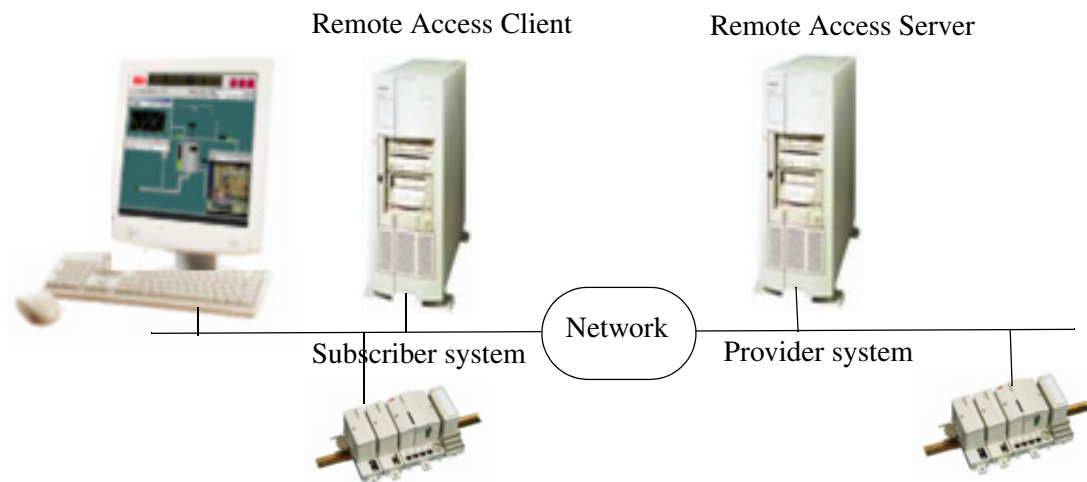 Remote Access Client
Remote Access Server
Network
Subscriber system
Provider system